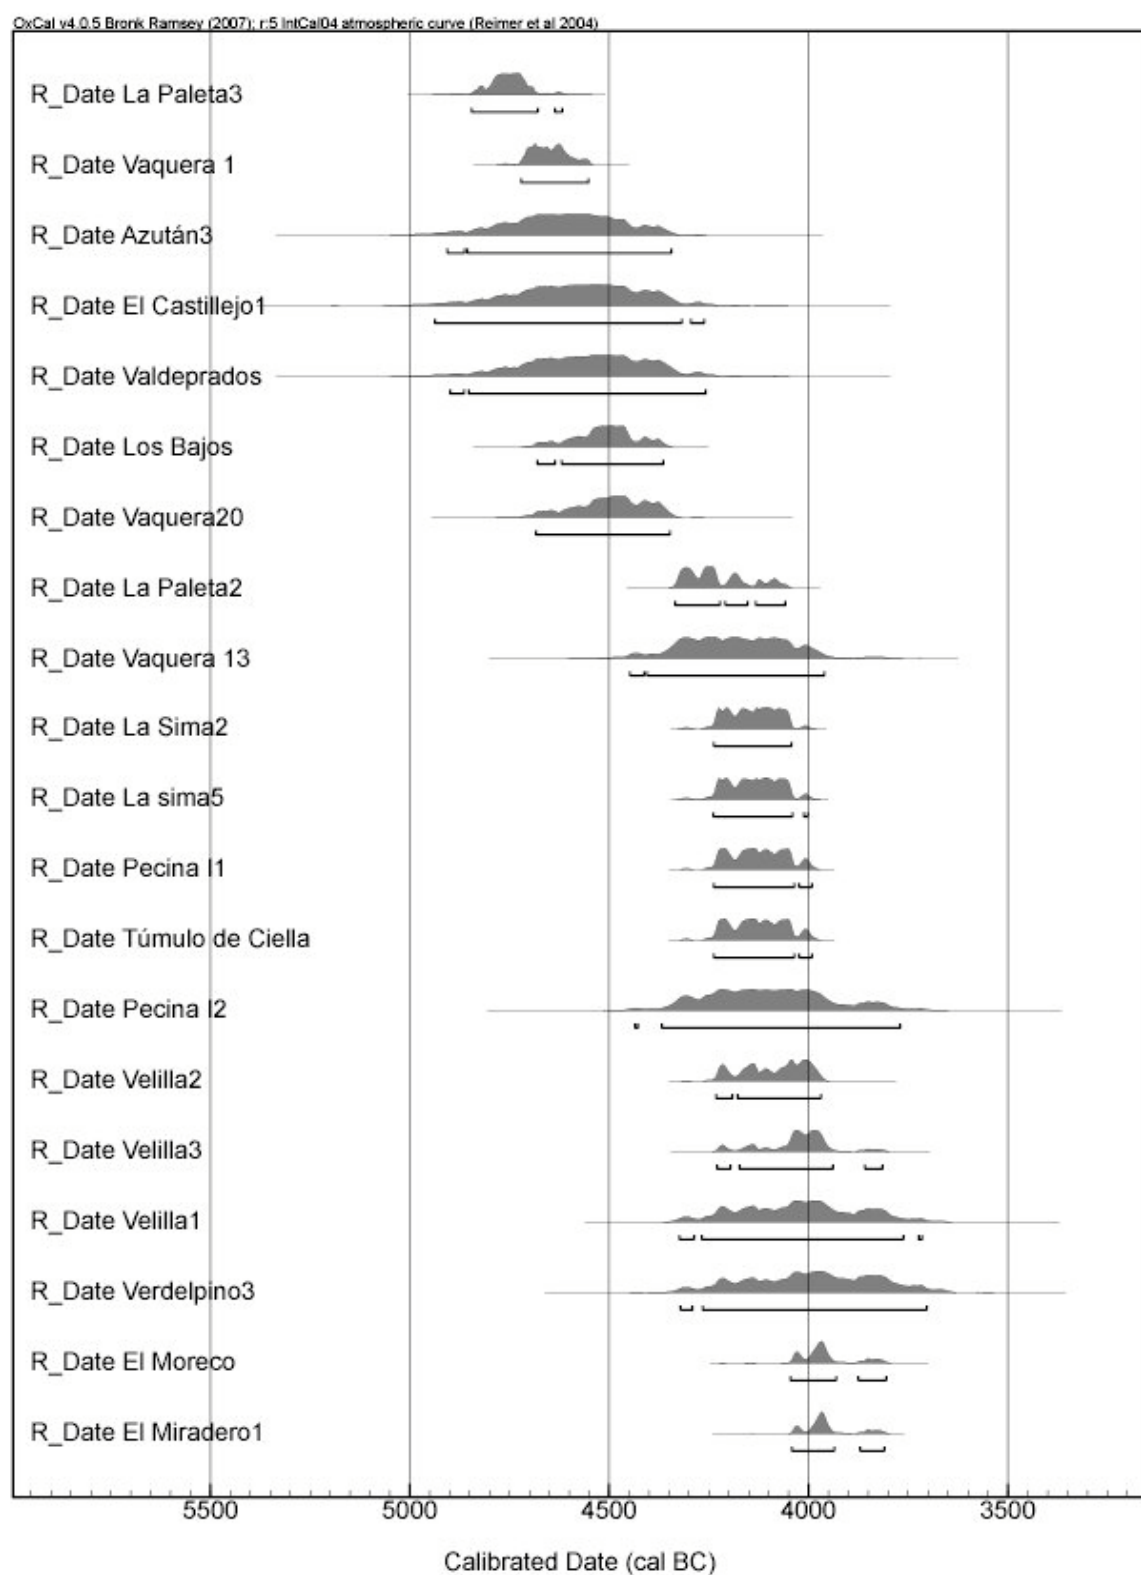 OxCal v4.0.5 Bronk Ramsey (2007); r:5 IntCal04 atmospheric curve (Reimer et al 2004)
R_Date La Paleta3
R_Date Vaquera 1
R_Date Azután3
R_Date El Castillejo1
R_Date Valdeprados
R_Date Los Bajos
R_Date Vaquera20
R_Date La Paleta2
R_Date Vaquera 13
R_Date La Sima2
R_Date La sima5
R_Date Pecina I1
R_Date Túmulo de Ciella
R_Date Pecina I2
R_Date Velilla2
R_Date Velilla3
R_Date Velilla1
R_Date Verdelpino3
R_Date El Moreco
R_Date El Miradero1
5500 5000 4500 4000 3500
Calibrated Date (cal BC)